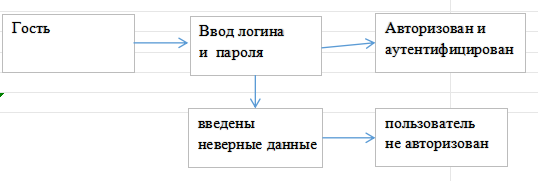 Гость
Ввод логина
и пароля
Авторизован и
аутентифицирован
введены
неверные данные
пользователь
не авторизован